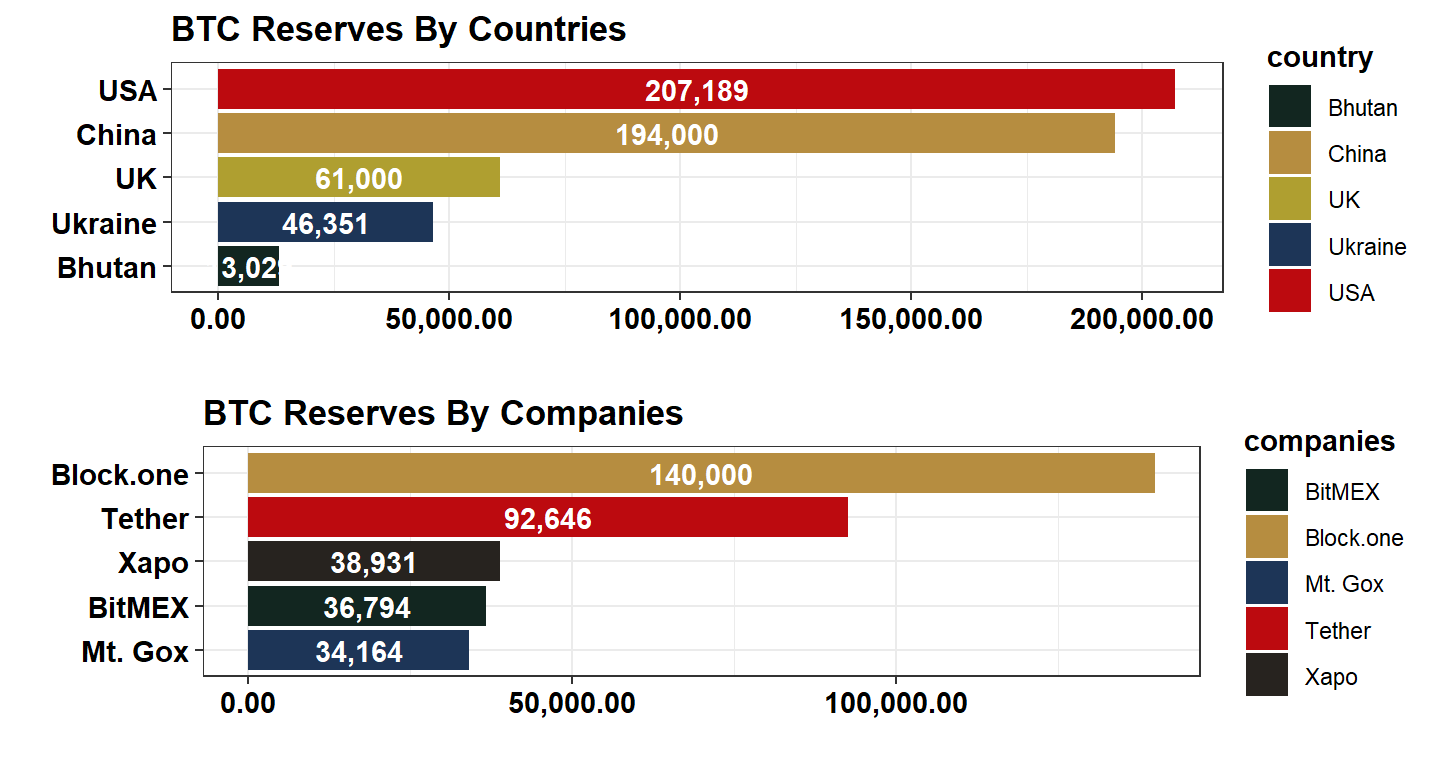 BTC Reserves By Countries
USA
207,189
China
194,000
UK
61,000
Ukraine
46,351
Bhutan
0.00 50,000.00 100,000.00 150,000.00 200,000.00
country
Bhutan
China
UK
Ukraine
USA
BTC Reserves By Companies
Block.one
140,000
Tether
92,646
Xapo
38,931
BitMEX
36,794
Mt. Gox
34,164
0.00 50,000.00 100,000.00
companies
BitMEX
Block.one
Mt. Gox
Tether
Xapo